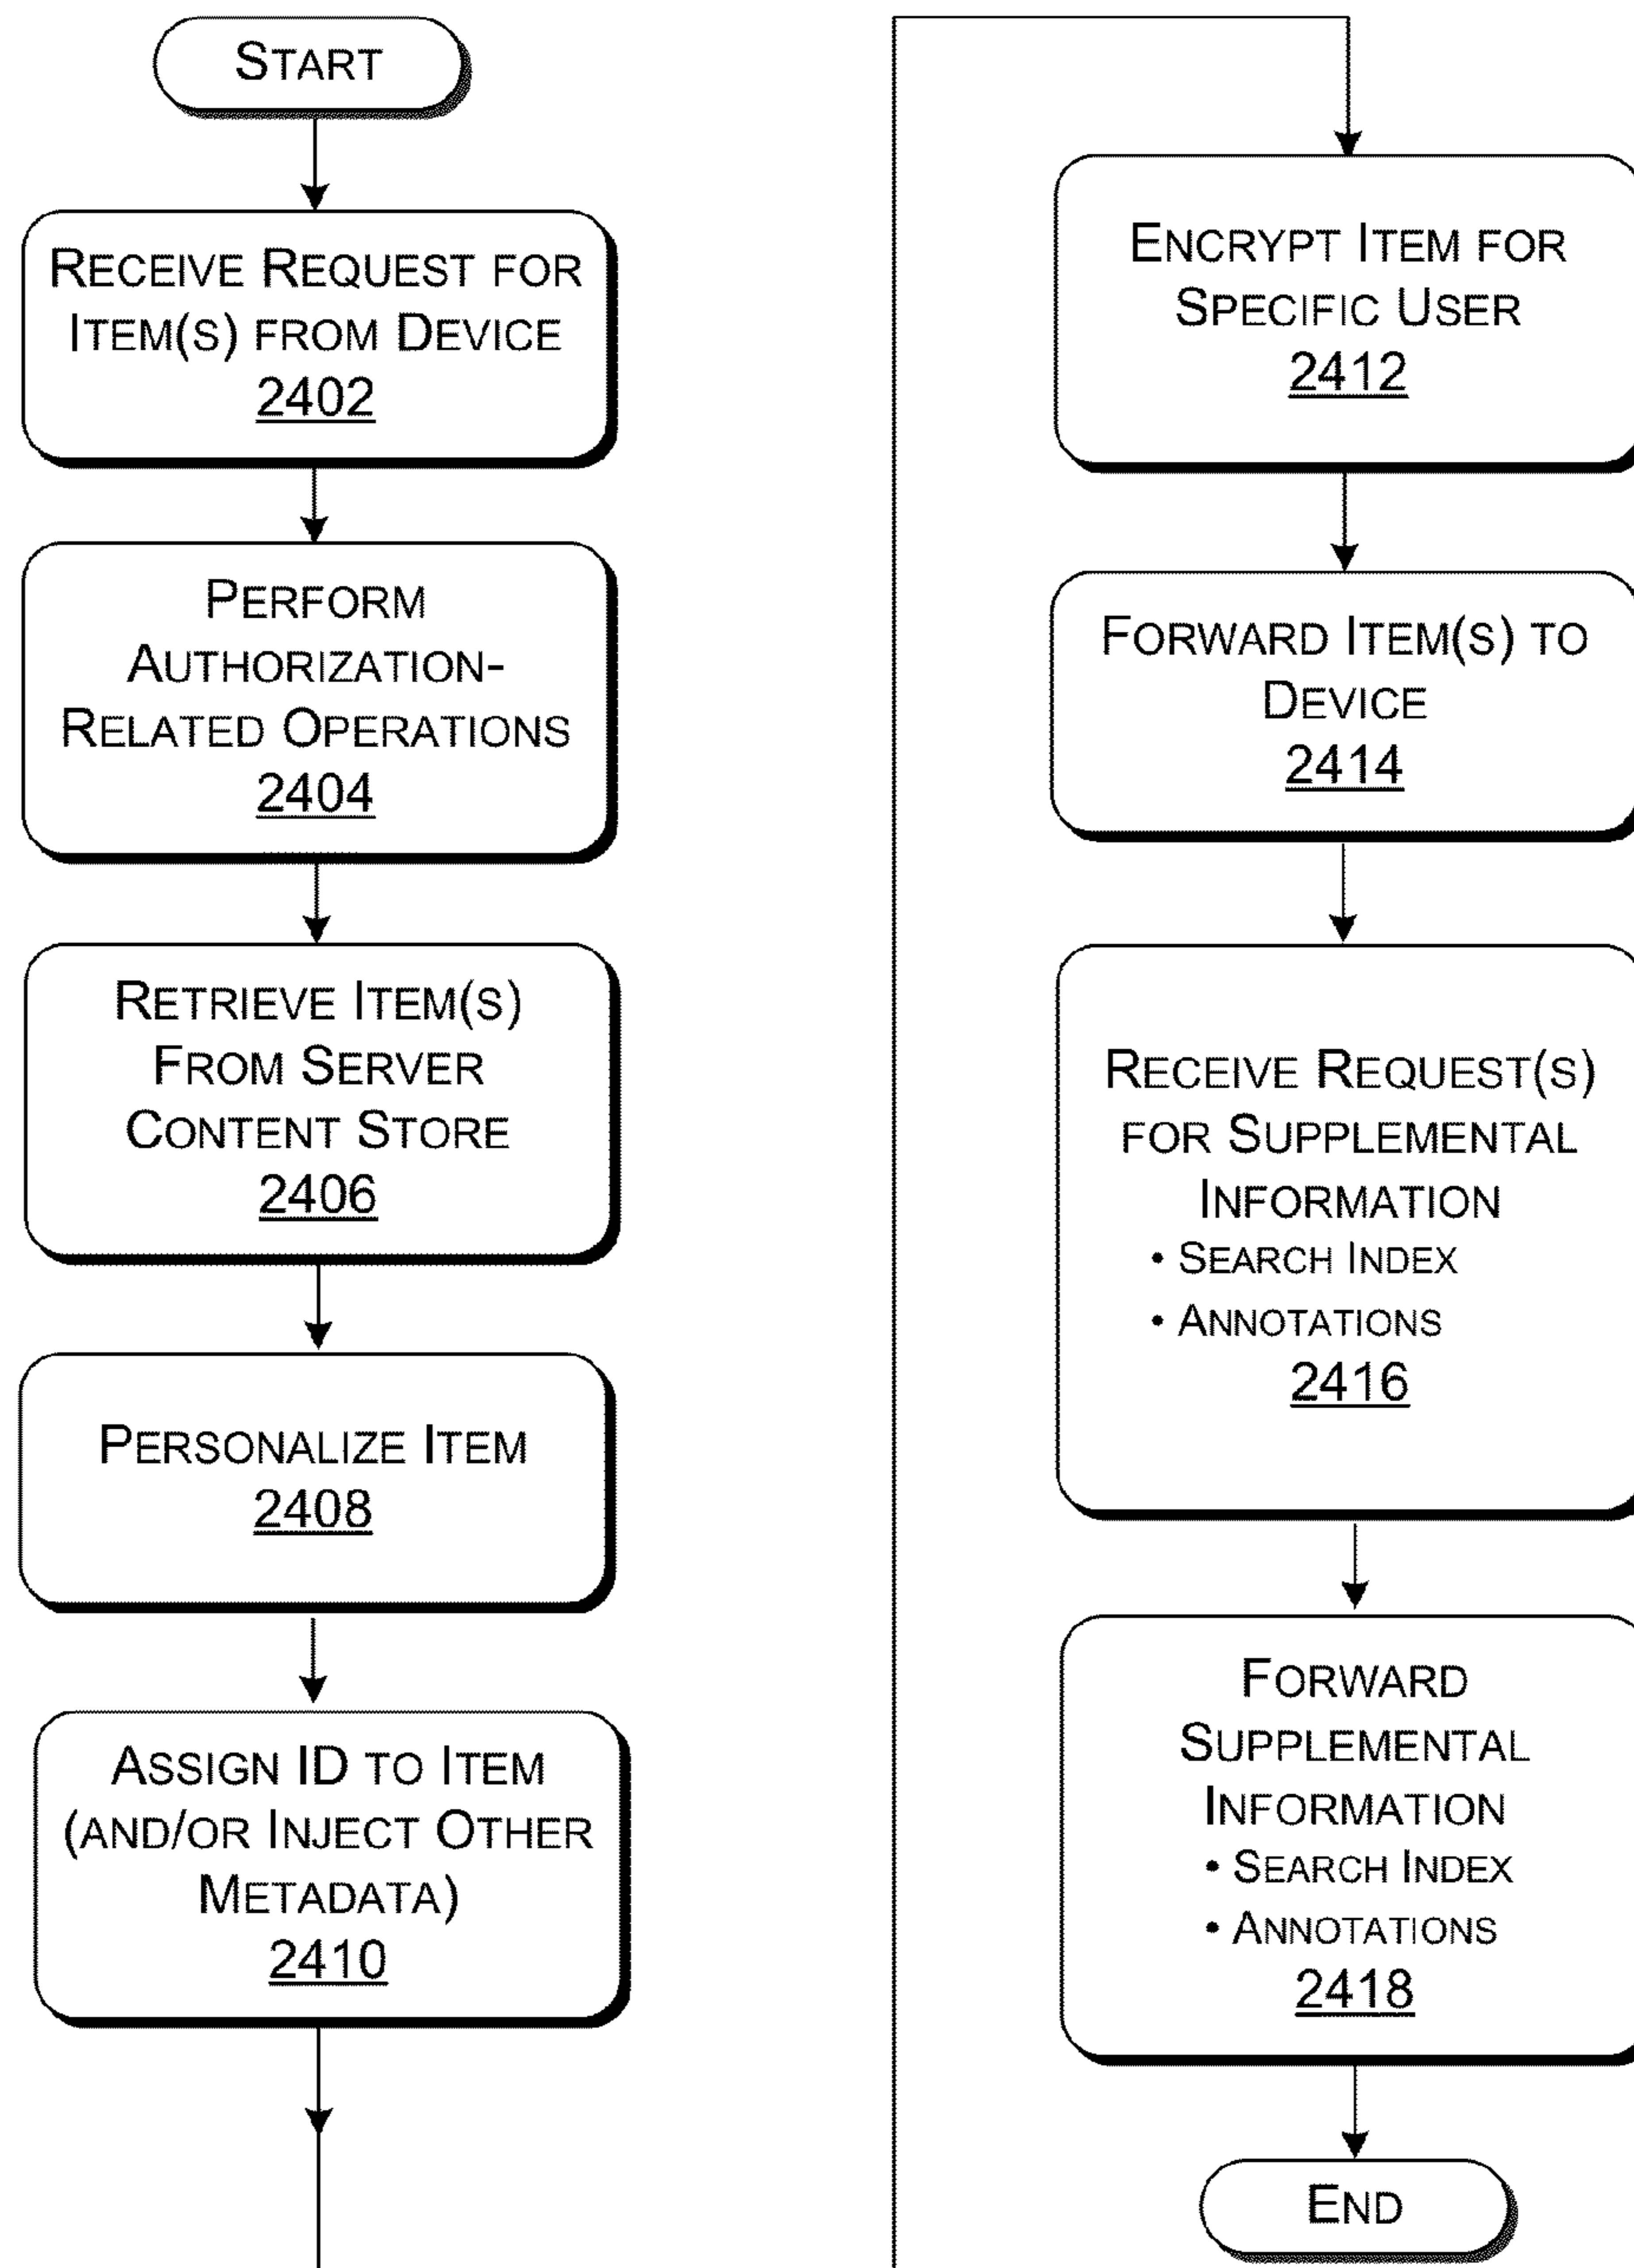 START
RECEIVE REQUEST FOR
ITEM(S) FROM DEVICE
2402
PERFORM
AUTHORIZATION-
RELATED OPERATIONS
2404
RETRIEVE ITEM(S)
FROM SERVER
CONTENT STORE
2406
PERSONALIZE ITEM
2408
ASSIGN ID TO ITEM
(AND/OR INJECT OTHER
METADATA)
2410
ENCRYPT ITEM FOR
SPECIFIC USER
2412
FORWARD ITEM(S) TO
DEVICE
2414
RECEIVE REQUEST(S)
FOR SUPPLEMENTAL
INFORMATION
• SEARCH INDEX
• ANNOTATIONS
2416
FORWARD
SUPPLEMENTAL
INFORMATION
• SEARCH INDEX
• ANNOTATIONS
2418
END